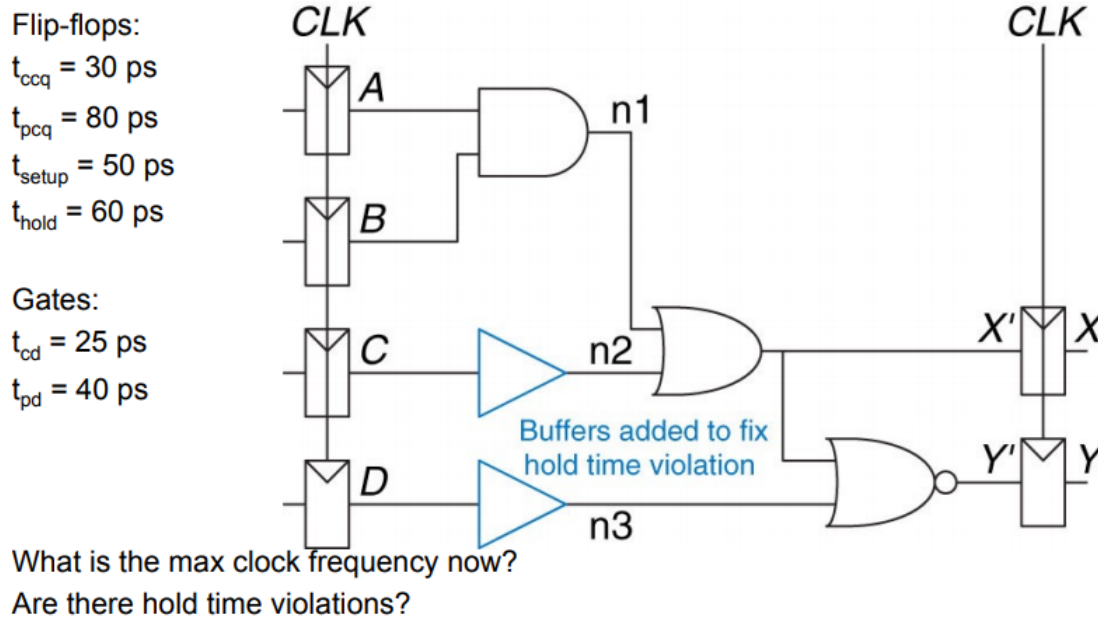 Flip-flops:
tccq = 30 ps
tpcq = 80 ps
tsetup = 50 ps
thold = 60 ps
Gates:
tcd = 25 ps
tpd = 40 ps
CLK
CLK
A
n1
B
C
n2
X'
X
Buffers added to fix
hold time violation
D
n3
Y'
Y
What is the max clock frequency now?
Are there hold time violations?